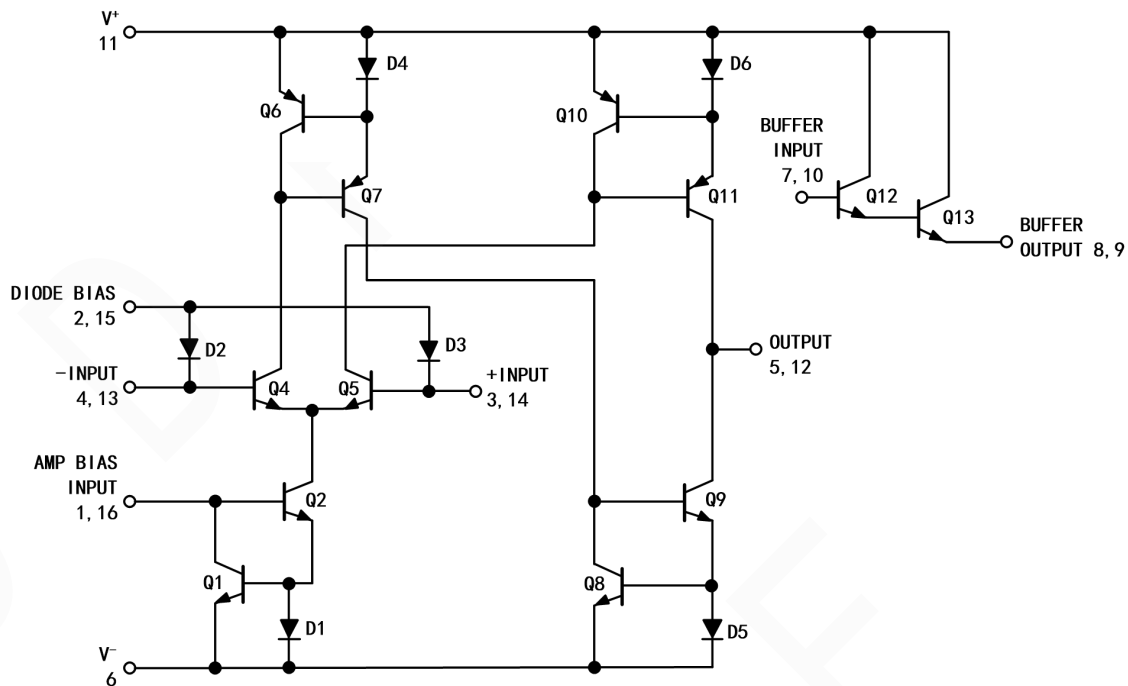 V+
11
D4
D6
Q6
Q10
BUFFER
INPUT
7,10
Q7
Q11
Q12
Q13
BUFFER
OUTPUT 8,9
DIODE BIAS
2,15
D2
D3
OUTPUT
5,12
-INPUT
4,13
Q4
Q5
+INPUT
3,14
AMP BIAS
INPUT
1,16
Q2
Q9
Q1
Q8
D1
D5
V-
6